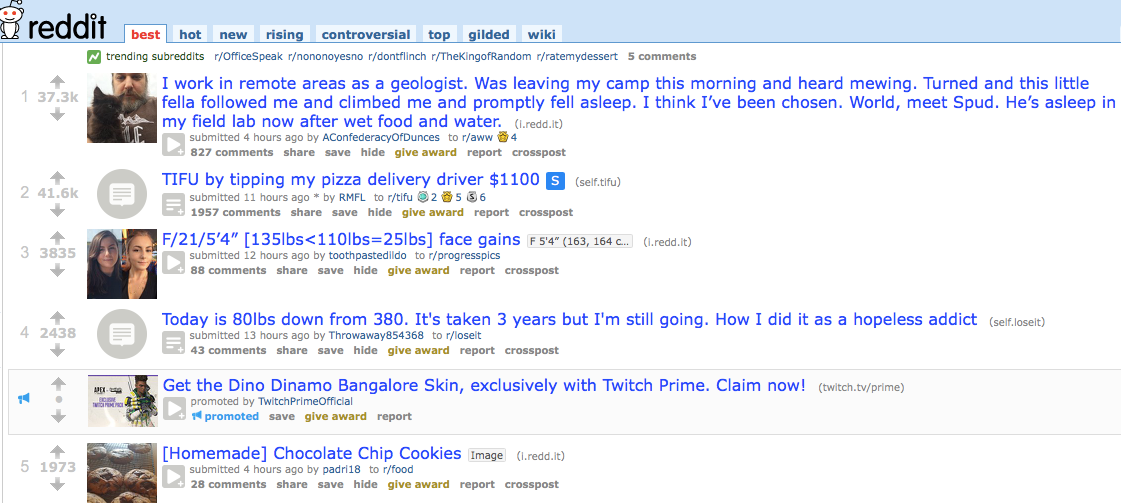 reddit best hot new rising controversial top gilded wiki
trending subreddits r/OfficeSpeak r/nononoyesno r/dontflinch r/TheKingofRandom r/ratemydessert 5 comments
1 37.3k I work in remote areas as a geologist. Was leaving my camp this morning and heard mewing. Turned and this little
fella followed me and climbed me and promptly fell asleep. I think I've been chosen. World, meet Spud. He's asleep in
my field lab now after wet food and water. (i.redd.it)
submitted 4 hours ago by AConfederacyOfDunces to r/aww 4
827 comments share save hide give award report crosspost
2 41.6k TIFU by tipping my pizza delivery driver $1100 S (self.tifu)
submitted 11 hours ago * by RMFL to r/tifu 2 5 S 6
1957 comments share save hide give award report crosspost
3 3835 F/21/5’4” [135lbs<110lbs=25lbs] face gains F 5'4” (163, 164 c... (i.redd.it)
submitted 12 hours ago by toothpastedildo to r/progresspics
88 comments share save hide give award report crosspost
4 2438 Today is 80lbs down from 380. It's taken 3 years but I'm still going. How I did it as a hopeless addict (self.loseit)
submitted 13 hours ago by Throwaway854368 to r/loseit
43 comments share save hide give award report crosspost
APEX
EXCLUSIVE
TWITCH PRIME PACK
Get the Dino Dinamo Bangalore Skin, exclusively with Twitch Prime. Claim now! (twitch.tv/prime)
promoted by TwitchPrimeOfficial
promoted save give award report
5 1973 [Homemade] Chocolate Chip Cookies Image (i.redd.it)
submitted 4 hours ago by padri18 to r/food
28 comments share save hide give award report crosspost